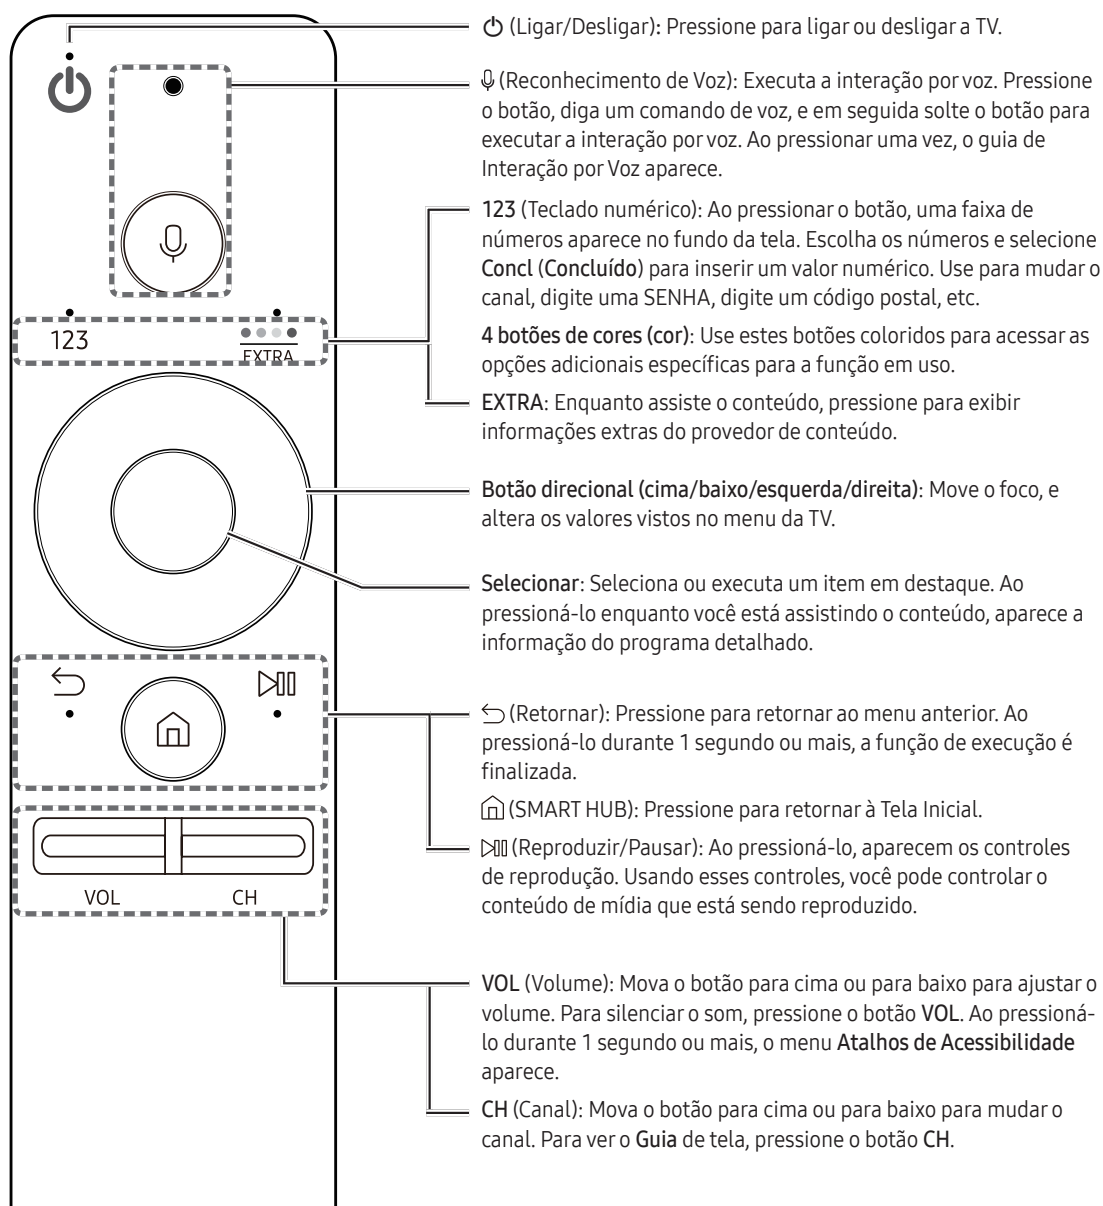 (Ligar/Desligar): Pressione para ligar ou desligar a TV.
(Reconhecimento de Voz): Executa a interação por voz. Pressione
o botão, diga um comando de voz, e em seguida solte o botão para
executar a interação por voz. Ao pressionar uma vez, o guia de
Interação por Voz aparece.
123 (Teclado numérico): Ao pressionar o botão, uma faixa de
números aparece no fundo da tela. Escolha os números e selecione
Concl (Concluído) para inserir um valor numérico. Use para mudar o
canal, digite uma SENHA, digite um código postal, etc.
123
EXTRA
4 botões de cores (cor): Use estes botões coloridos para acessar as
opções adicionais específicas para a função em uso.
EXTRA: Enquanto assiste o conteúdo, pressione para exibir
informações extras do provedor de conteúdo.
Botão direcional (cima/baixo/esquerda/direita): Move o foco, e
altera os valores vistos no menu da TV.
Selecionar: Seleciona ou executa um item em destaque. Ao
pressioná-lo enquanto você está assistindo o conteúdo, aparece a
informação do programa detalhado.
(Retornar): Pressione para retornar ao menu anterior. Ao
pressioná-lo durante 1 segundo ou mais, a função de execução é
finalizada.
(SMART HUB): Pressione para retornar à Tela Inicial.
(Reproduzir/Pausar): Ao pressioná-lo, aparecem os controles
de reprodução. Usando esses controles, você pode controlar o
conteúdo de mídia que está sendo reproduzido.
VOL
CH
VOL (Volume): Mova o botão para cima ou para baixo para ajustar o
volume. Para silenciar o som, pressione o botão VOL. Ao pressioná-
lo durante 1 segundo ou mais, o menu Atalhos de Acessibilidade
aparece.
CH (Canal): Mova o botão para cima ou para baixo para mudar o
canal. Para ver o Guia de tela, pressione o botão CH.